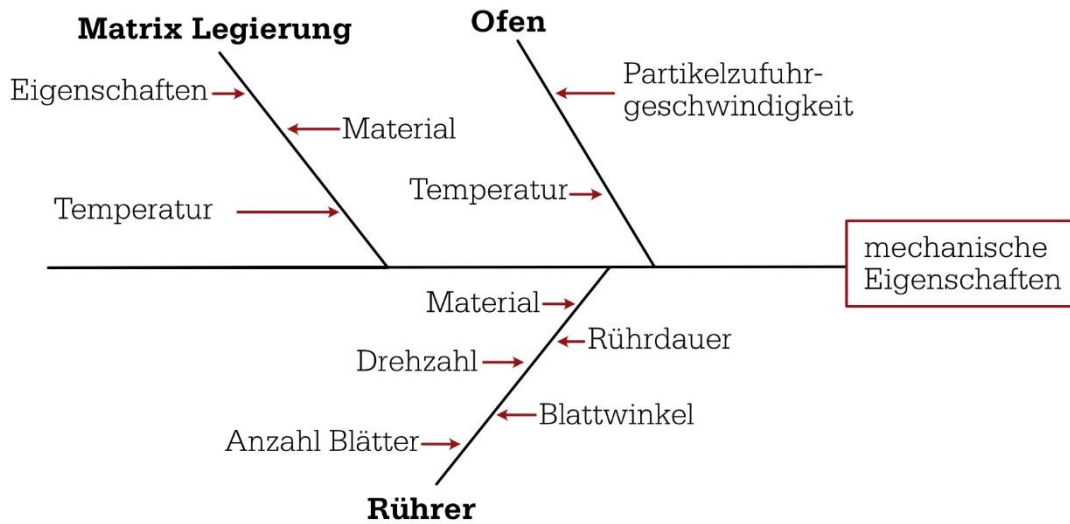 Matrix Legierung
Eigenschaften
Material
Temperatur
Ofen
Partikelzufuhr-
geschwindigkeit
Temperatur
mechanische
Eigenschaften
Material
Rührdauer
Drehzahl
Blattwinkel
Anzahl Blätter
Rührer